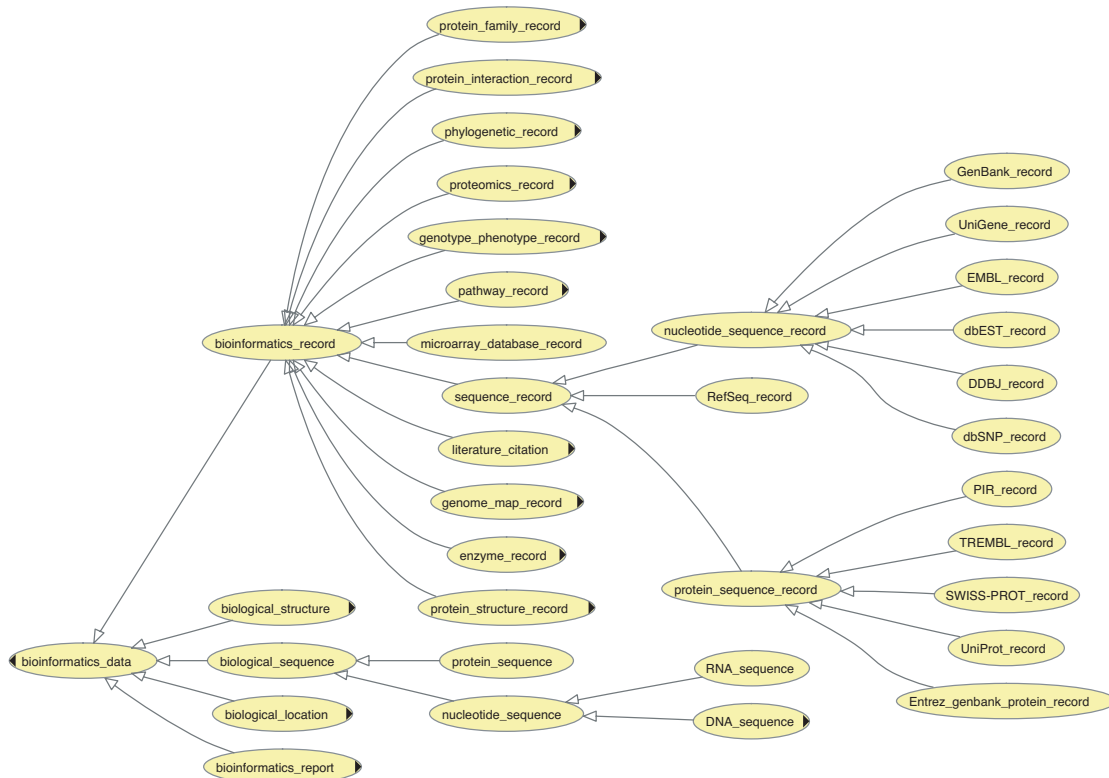 protein_family_record
protein_interaction_record
phylogenetic_record
proteomics_record
genotype_phenotype_record
pathway_record
bioinformatics_record
microarray_database_record
sequence_record
literature_citation
genome_map_record
enzyme_record
protein_structure_record
GenBank_record
UniGene_record
EMBL_record
nucleotide_sequence_record
dbEST_record
DDBJ_record
RefSeq_record
dbSNP_record
PIR_record
TREMBL_record
protein_sequence_record
SWISS-PROT_record
UniProt_record
Entrez_genbank_protein_record
biological_structure
bioinformatics_data
biological_sequence
protein_sequence
RNA_sequence
biological_location
nucleotide_sequence
DNA_sequence
bioinformatics_report